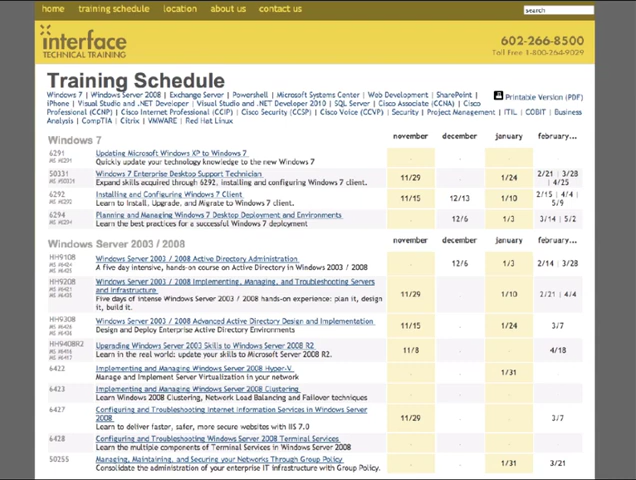 home training schedule location about us contact us search
interface
TECHNICAL TRAINING
602-266-8500
Toll Free 1-800-264-9029
Training Schedule
Windows 7 | Windows Server 2008 | Exchange Server | Powershell | Microsoft Systems Center | Web Development | SharePoint |
iPhone | Visual Studio and .NET Developer | Visual Studio and .NET Developer 2010 | SQL Server | Cisco Associate (CCNA) | Cisco
Professional (CCNP) | Cisco Internet Professional (CCIP) | Cisco Security (CCSP) | Cisco Voice (CCVP) | Security | Project Management | ITIL | COBIT | Business
Analysis | CompTIA | Citrix | VMWARE | Red Hat Linux
Printable Version (PDF)
Windows 7 november december january february...
6291 Updating Microsoft Windows XP to Windows 7 - - - -
MS #6291 Quickly update your technology knowledge to the new Windows 7
50331 Windows 7 Enterprise Desktop Support Technician 11/29 - 1/24 2/21 | 3/28
MS #50331 Expand skills acquired through 6292, installing and configuring Windows 7 client. | 4/25
6292 Installing and Configuring Windows 7 Client 11/15 12/13 1/10 2/15 | 4/4 |
MS #6292 Learn to Install, Upgrade, and Migrate to Windows 7 client. 5/9
6294 Planning and Managing Windows 7 Desktop Deployment and Environments - 12/6 1/3 3/14 | 5/2
MS #6294 Learn the best practices for a successful Windows 7 deployment
Windows Server 2003 / 2008 november december january february...
HH9108 Windows Server 2003 / 2008 Active Directory Administration - 12/6 1/3 2/14 | 3/28
A five day intensive, hands-on course on Active Directory in Windows 2003 / 2008
HH9208 Windows Server 2003 / 2008 Implementing, Managing, and Troubleshooting Servers
and Infrastructure 11/29 - 1/10 2/21 | 4/4
Five days of intense Windows Server 2003 / 2008 hands-on experience: plan it, design
it, build it.
HH9308 Windows Server 2003 / 2008 Advanced Active Directory Design and Implementation 11/15 - 1/24 3/7
Design and Deploy Enterprise Active Directory Environments
HH9408R2 Upgrading Windows Server 2003 Skills to Windows Server 2008 R2 11/8 - - 4/18
Learn in the real world: update your skills to Microsoft Server 2008 R2.
6422 Implementing and Managing Windows Server 2008 Hyper-V - - 1/31 -
Manage and Implement Server Virtualization in your network
6423 Implementing and Managing Windows Server 2008 Clustering - - - -
Learn Windows 2008 Clustering, Network Load Balancing and Failover techniques
6427 Configuring and Troubleshooting Internet Information Services in Windows Server
2008 11/29 - - 3/7
Learn to deliver faster, safer, more secure websites with IIS 7.0
6428 Configuring and Troubleshooting Windows Server 2008 Terminal Services - - - -
Learn the multiple components of Terminal Services in Windows Server 2008
50255 Managing, Maintaining, and Securing your Networks Through Group Policy - - 1/31 3/21
Consolidate the administration of your enterprise IT infrastructure with Group Policy.